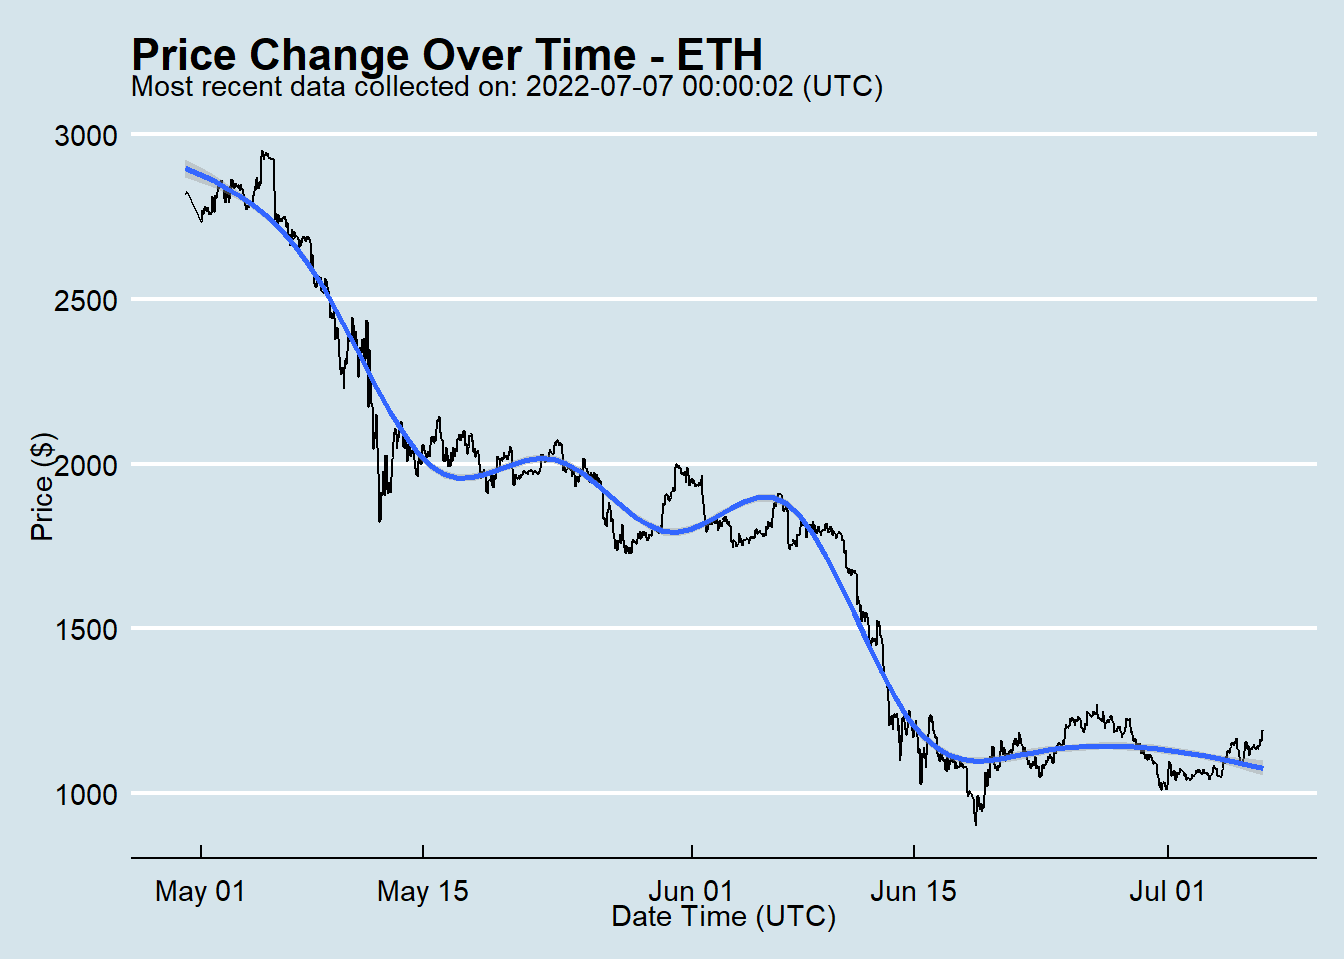 Price Change Over Time - ETH
Most recent data collected on: 2022-07-07 00:00:02 (UTC)
3000
2500
2000
1500
1000
Price ($)
May 01 May 15 Jun 01 Jun 15 Jul 01
Date Time (UTC)